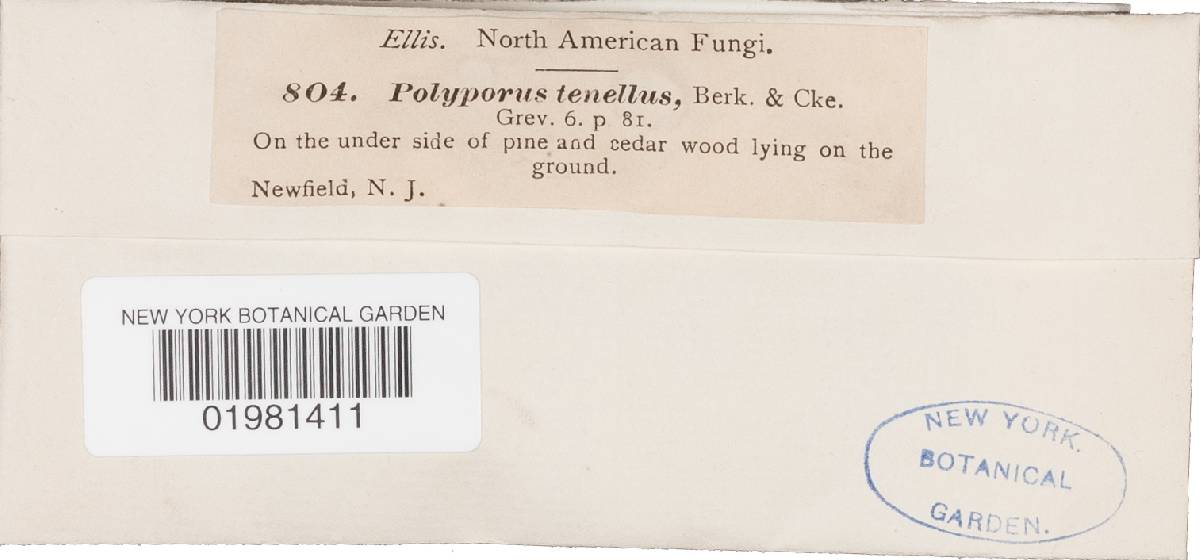 Ellis. North American Fungi.
804. Polyporus tenellus, Berk. & Cke.
Grev. 6. p 81.
On the under side of pine and cedar wood lying on the
ground.
Newfield, N. J.
NEW YORK BOTANICAL GARDEN
01981411
NEW YORK.
BOTANICAL
GARDEN.